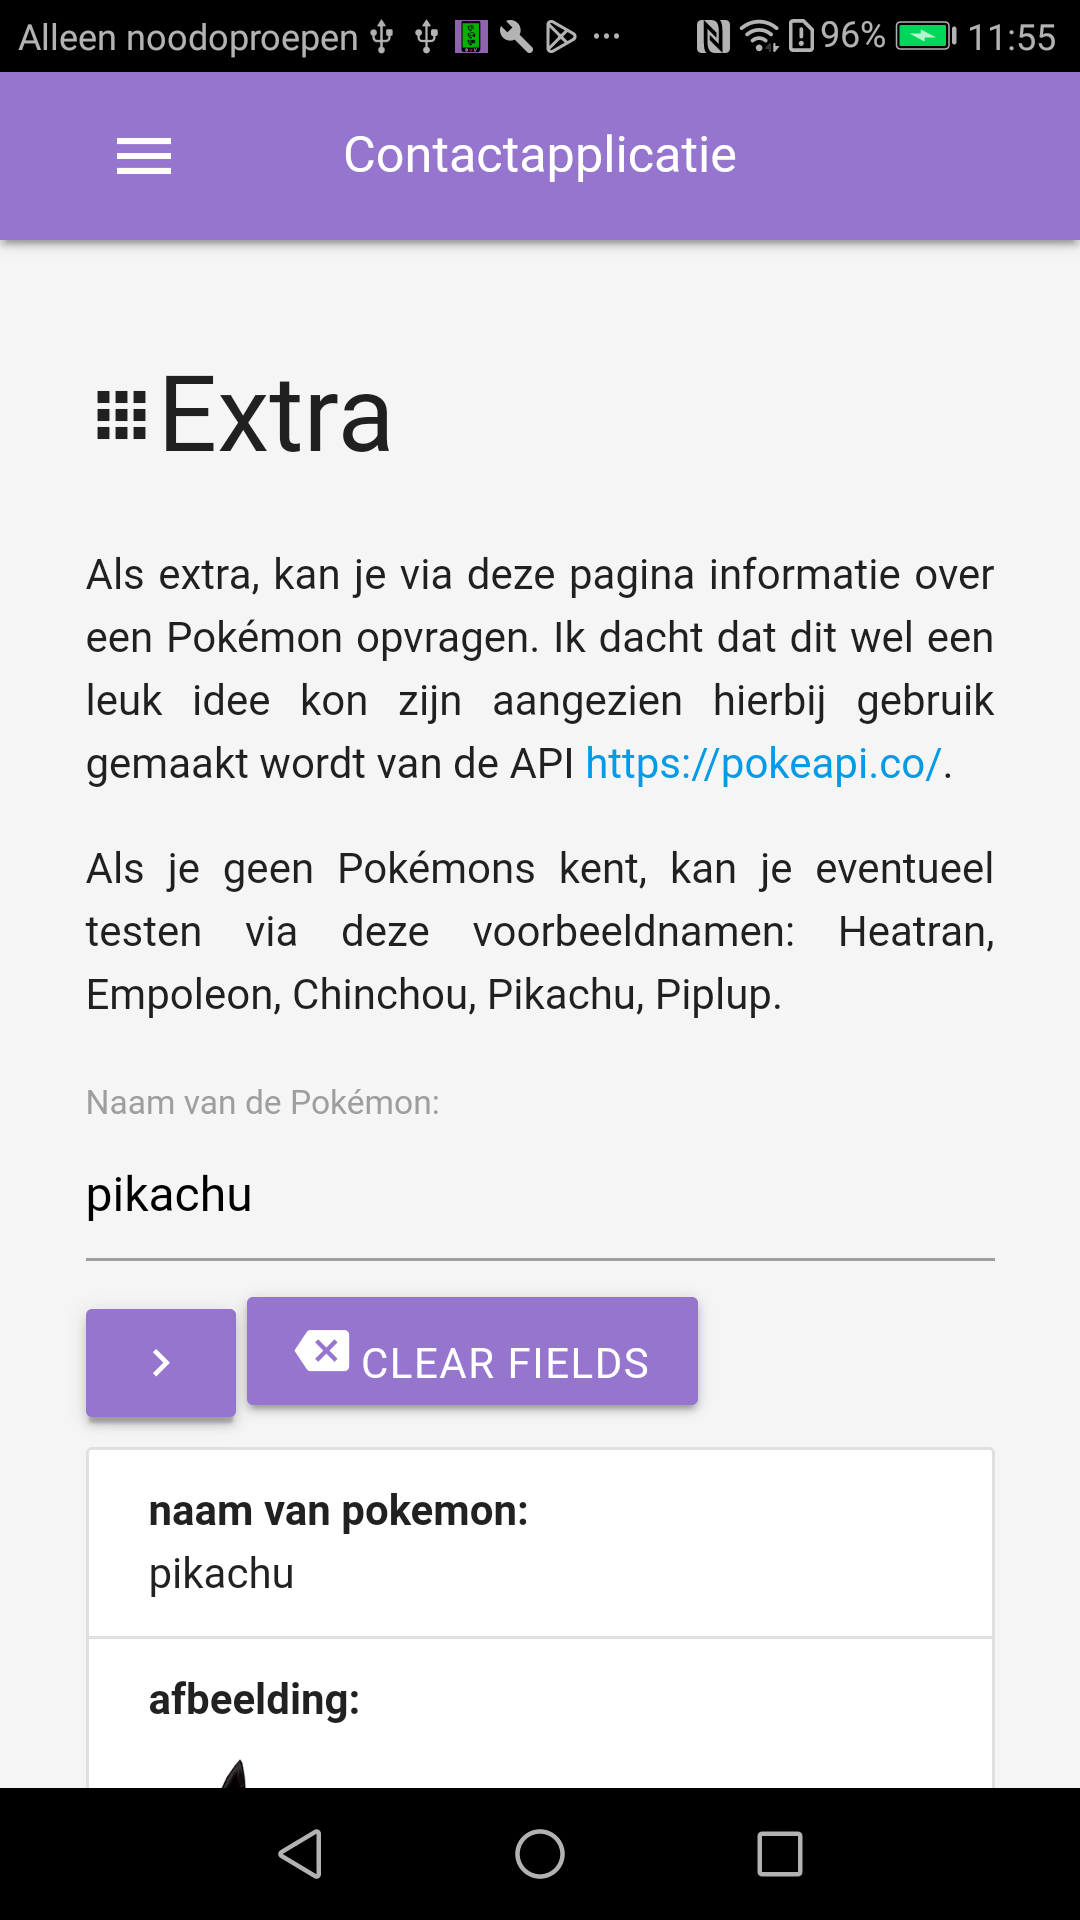 Alleen noodoproepen 96% 11:55
Contactapplicatie
Extra
Als extra, kan je via deze pagina informatie over
een Pokémon opvragen. Ik dacht dat dit wel een
leuk idee kon zijn aangezien hierbij gebruik
gemaakt wordt van de API https://pokeapi.co/.
Als je geen Pokémons kent, kan je eventueel
testen via deze voorbeeldnamen: Heatran,
Empoleon, Chinchou, Pikachu, Piplup.
Naam van de Pokémon:
pikachu
CLEAR FIELDS
naam van pokemon:
pikachu
afbeelding: